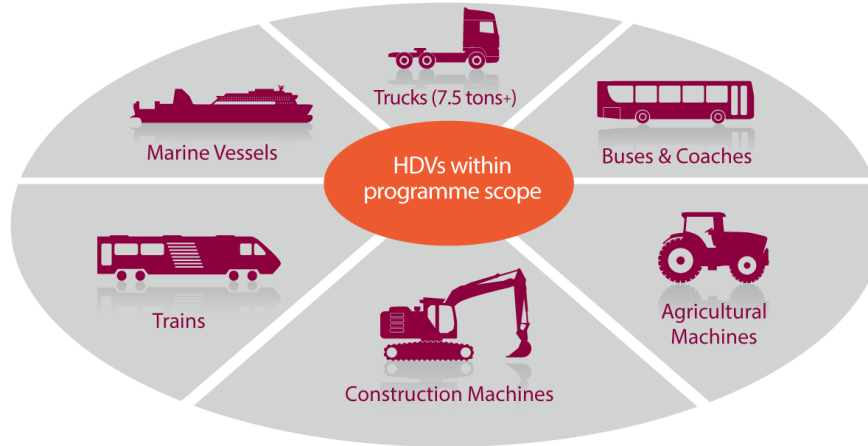 Trucks (7.5 tons+)
Marine Vessels
Buses & Coaches
HDVs within
programme scope
Trains
Agricultural
Machines
Construction Machines